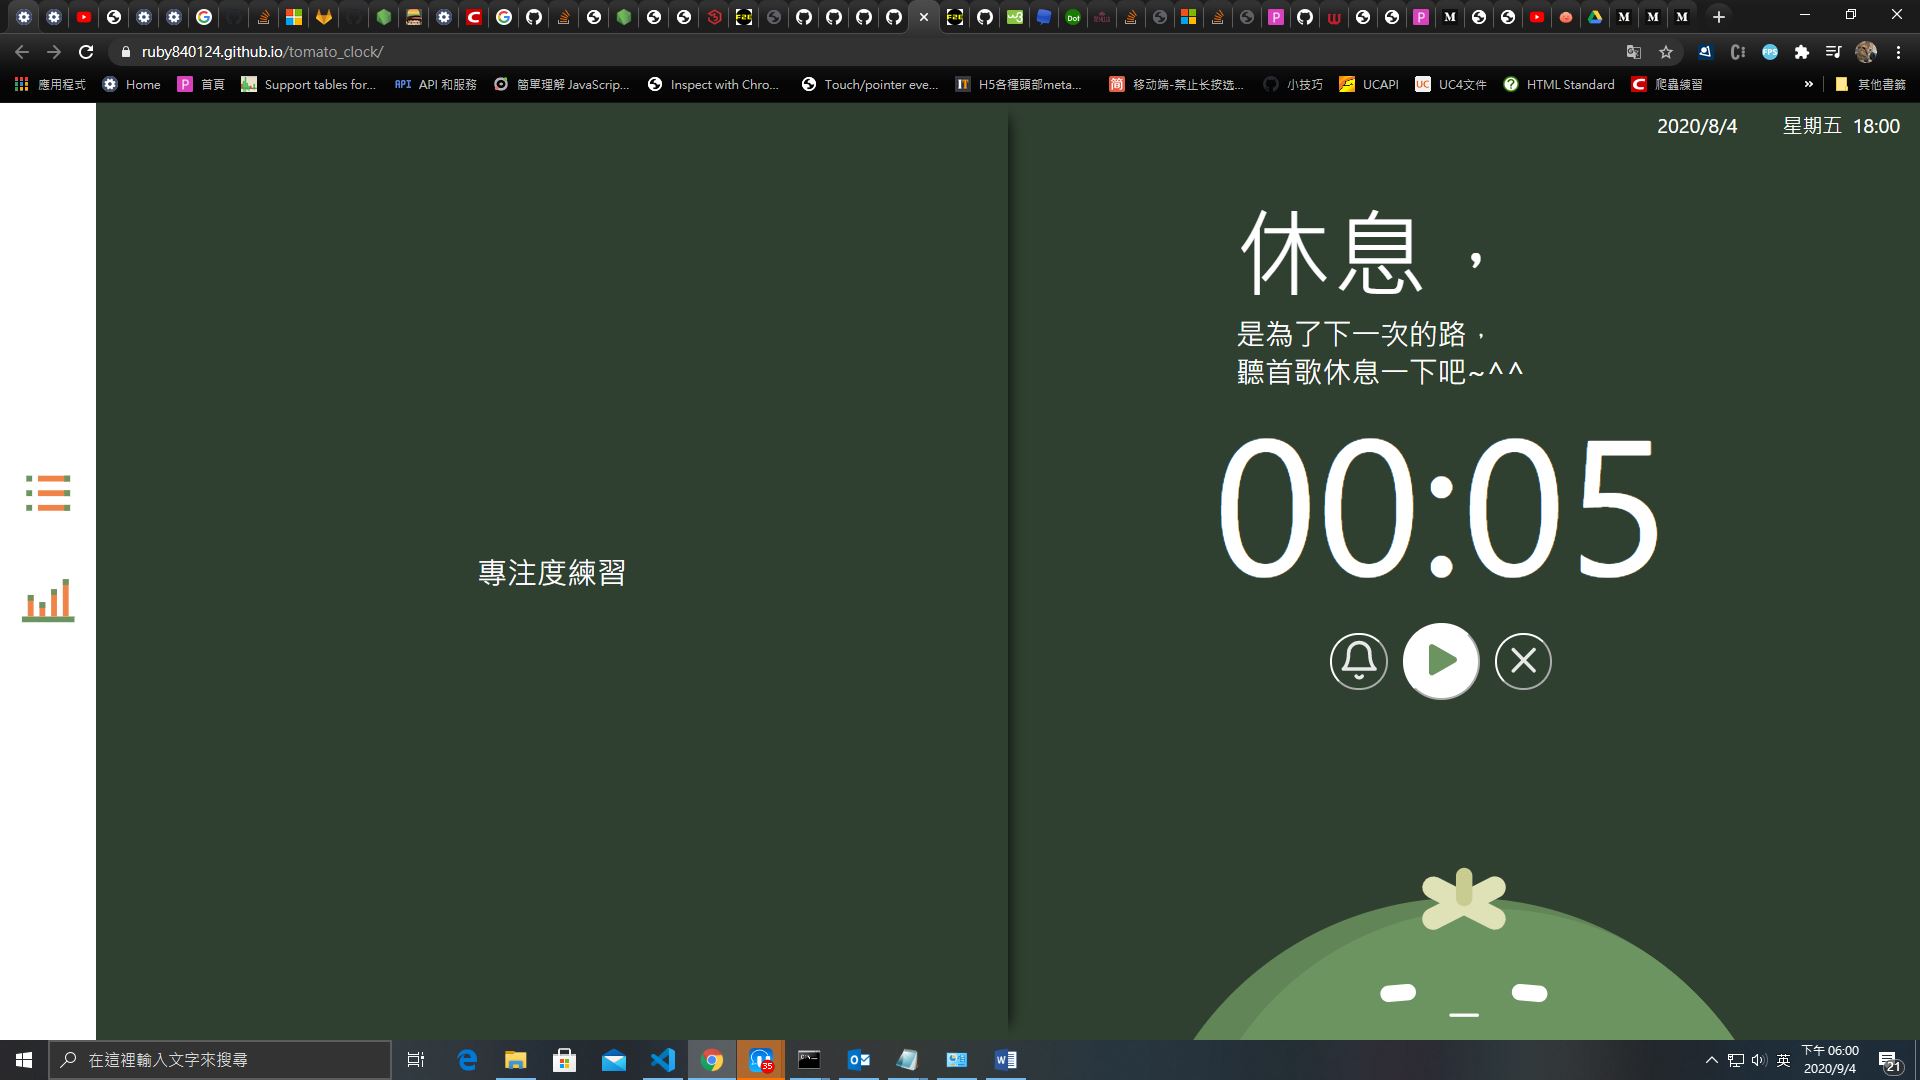 ruby840124.github.io/tomato_clock/
應用程式
Home
首頁
Support tables for...
API 和服務
簡單理解 JavaScrip...
Inspect with Chro...
Touch/pointer eve...
H5各種頭部meta...
移动端-禁止长按选...
小技巧
UCAPI
UC4文件
HTML Standard
爬蟲練習
»
其他書籤
2020/8/4 星期五 18:00
休息，
是為了下一次的路，
聽首歌休息一下吧~^^
00:05
專注度練習
在這裡輸入文字來搜尋
35
英
下午 06:00
2020/9/4
21